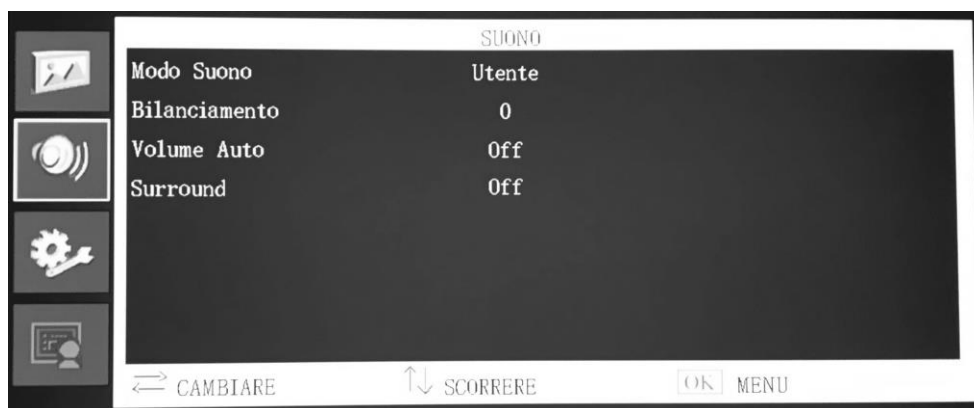 SUONO
Modo Suono Utente
Bilanciamento 0
Volume Auto Off
Surround Off
CAMBIARE SCORRERE OK MENU